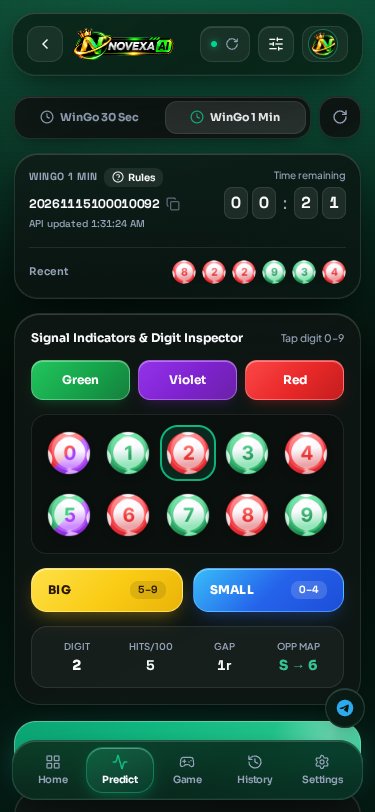 NOVEXA AI
WinGo 30 Sec WinGo 1 Min
WINGO 1 MIN Rules Time remaining
20261115100010092 0 0 : 2 1
API updated 1:31:24 AM
Recent 8 2 2 9 3 4
Signal Indicators & Digit Inspector Tap digit 0–9
Green Violet Red
0 1 2 3 4
5 6 7 8 9
BIG 5–9 SMALL 0–4
DIGIT HITS/100 GAP OPP MAP
2 5 1r S → 6
Home Predict Game History Settings